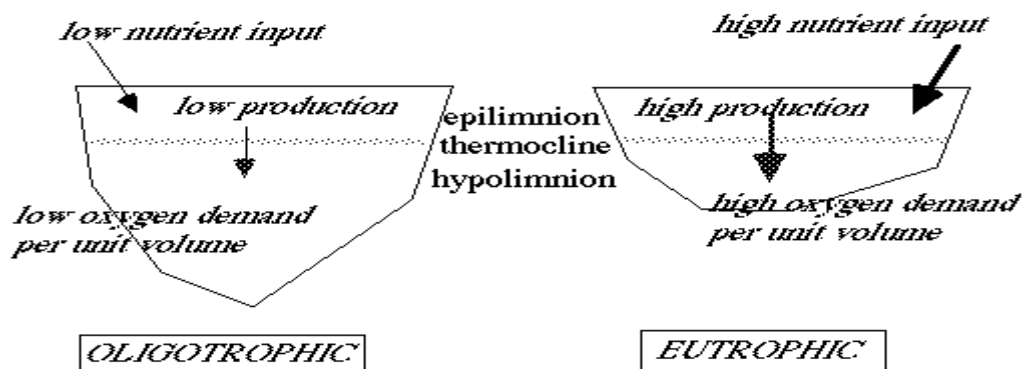 low nutrient input
high nutrient input
low production
high production
epilimnion
thermocline
hypolimnion
low oxygen demand
per unit volume
high oxygen demand
per unit volume
OLIGOTROPHIC
EUTROPHIC